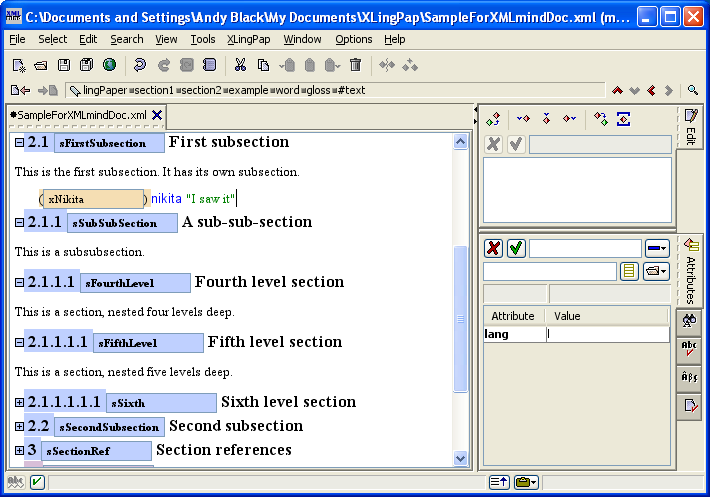 C:\Documents and Settings\Andy Black\My Documents\XLingPap\SampleForXMLmindDoc.xml (m...
File Select Edit Search View Tools XLingPap Window Options Help
lingPaper section1 section2 example word gloss #text
SampleForXMLmindDoc.xml
2.1 sFirstSubsection First subsection
This is the first subsection. It has its own subsection.
( xNikita ) nikita "I saw it"
2.1.1 sSubSubSection A sub-sub-section
This is a subsubsection.
2.1.1.1 sFourthLevel Fourth level section
This is a section, nested four levels deep.
2.1.1.1.1 sFifthLevel Fifth level section
This is a section, nested five levels deep.
2.1.1.1.1.1 sSixth Sixth level section
2.2 sSecondSubsection Second subsection
3 sSectionRef Section references
Edit
Attributes
Attribute Value
lang
Abc
Àβç
Abc